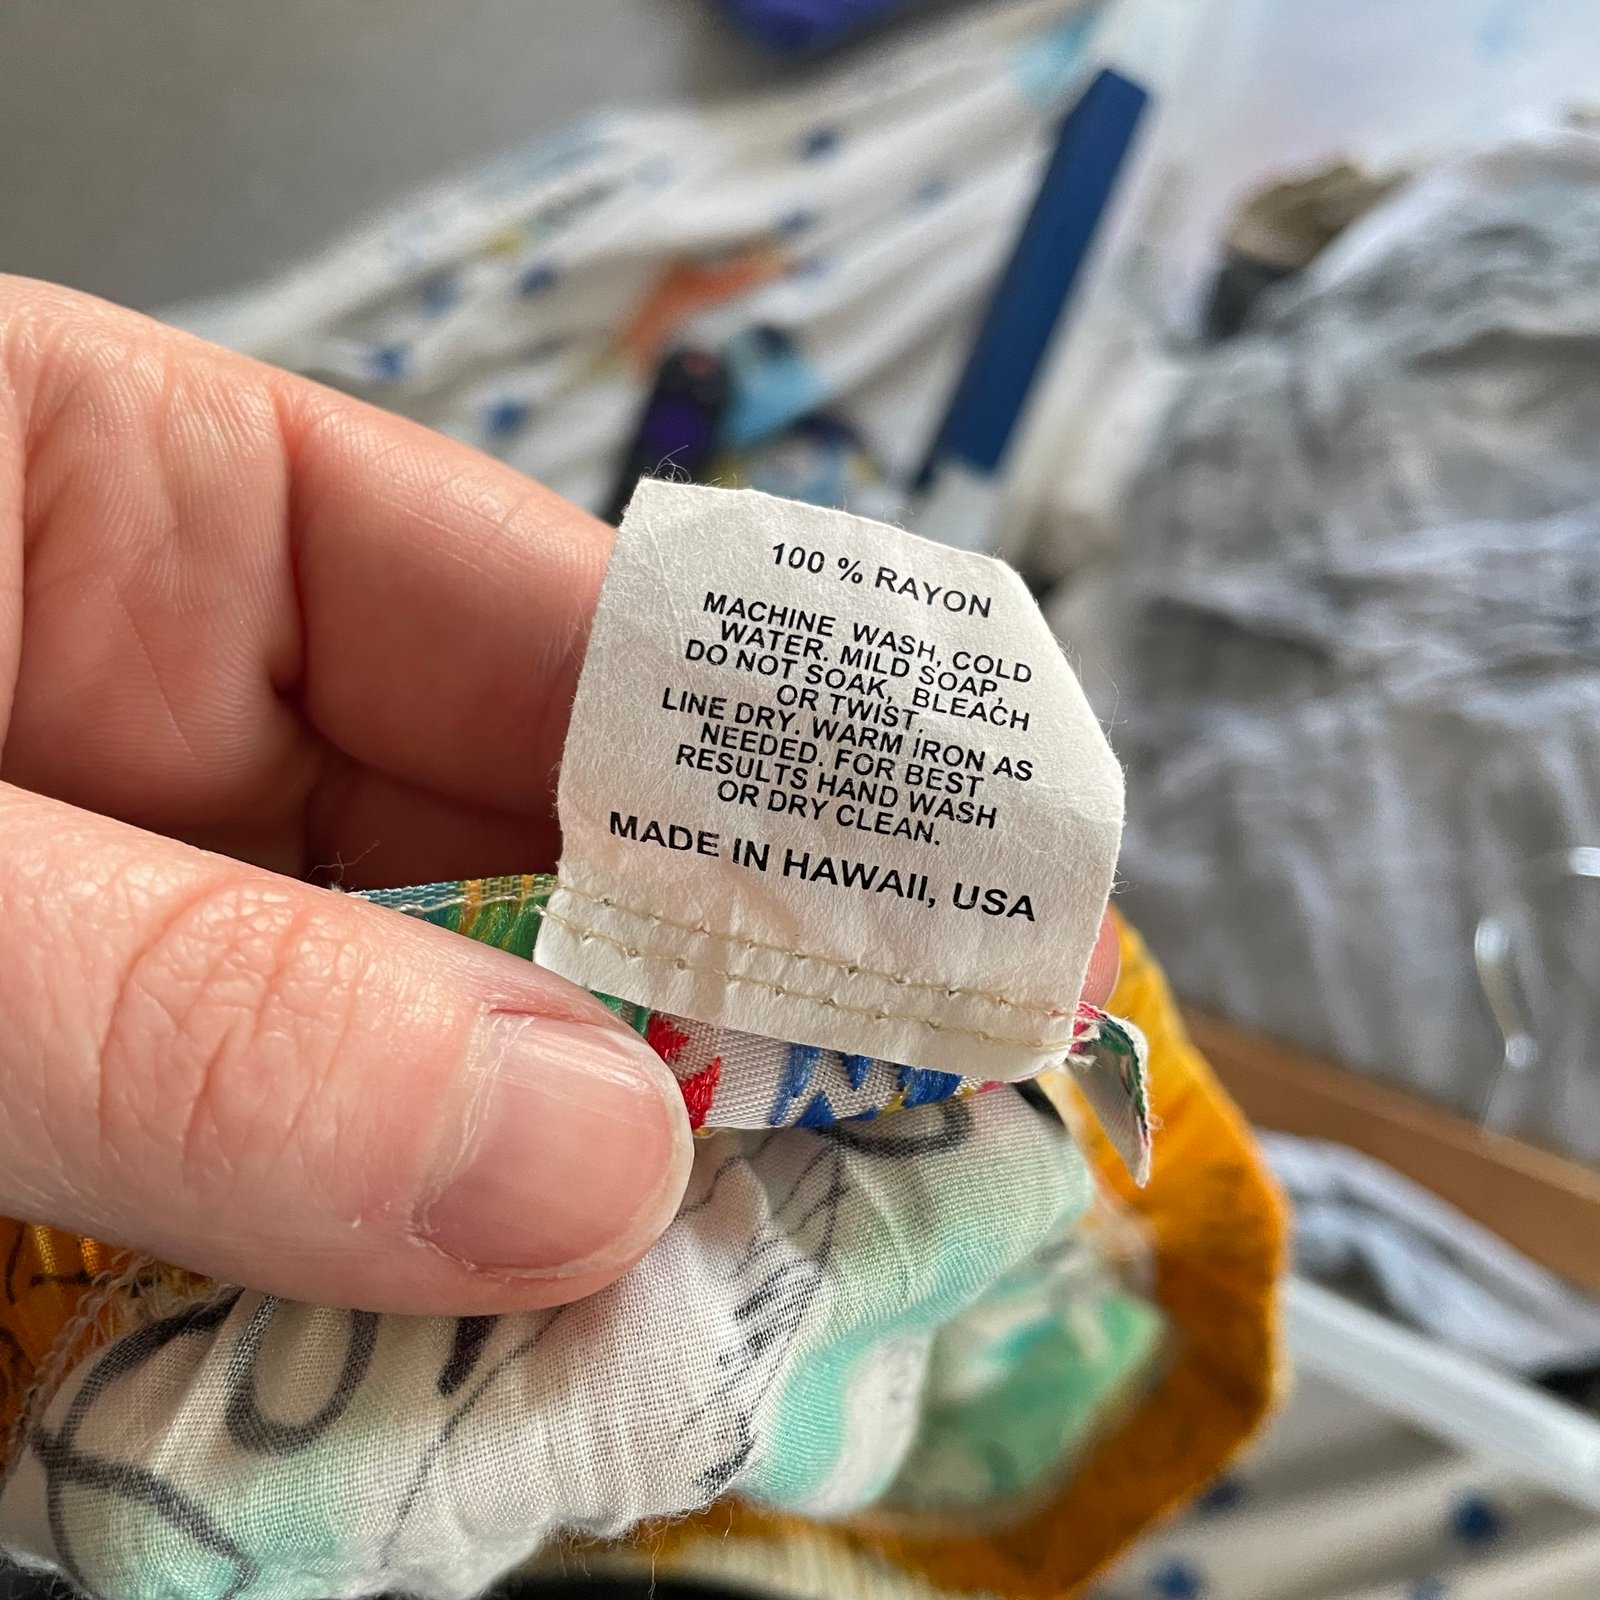 100 % RAYON
MACHINE WASH, COLD
WATER. MILD SOAP,
DO NOT SOAK, BLEACH
OR TWIST,
LINE DRY. WARM IRON AS
NEEDED. FOR BEST
RESULTS HAND WASH
OR DRY CLEAN.
MADE IN HAWAII, USA